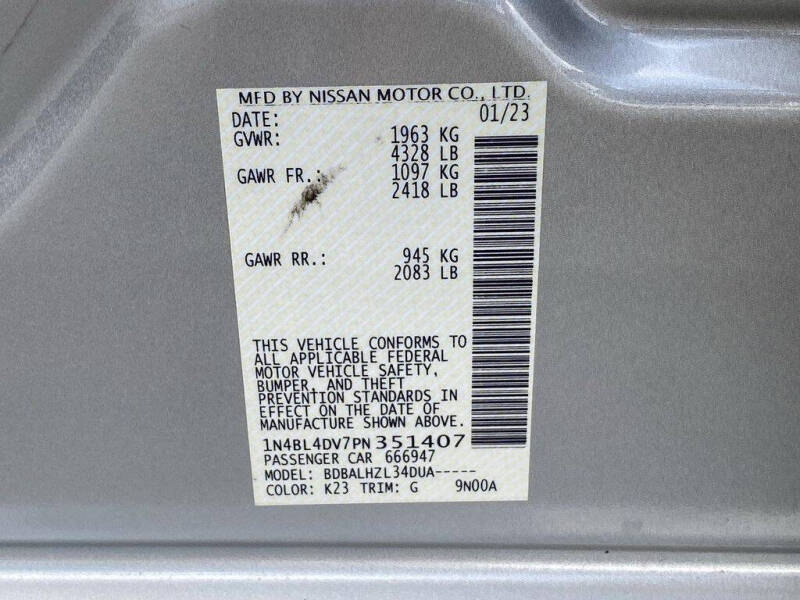 MFD BY NISSAN MOTOR CO., LTD.
DATE: 01/23
GVWR: 1963 KG
4328 LB
GAWR FR.: 1097 KG
2418 LB
GAWR RR.: 945 KG
2083 LB
THIS VEHICLE CONFORMS TO
ALL APPLICABLE FEDERAL
MOTOR VEHICLE SAFETY,
BUMPER, AND THEFT
PREVENTION STANDARDS IN
EFFECT ON THE DATE OF
MANUFACTURE SHOWN ABOVE.
1N4BL4DV7PN351407
PASSENGER CAR 666947
MODEL: BDBALHZL34DUA-----
COLOR: K23 TRIM: G 9N00A